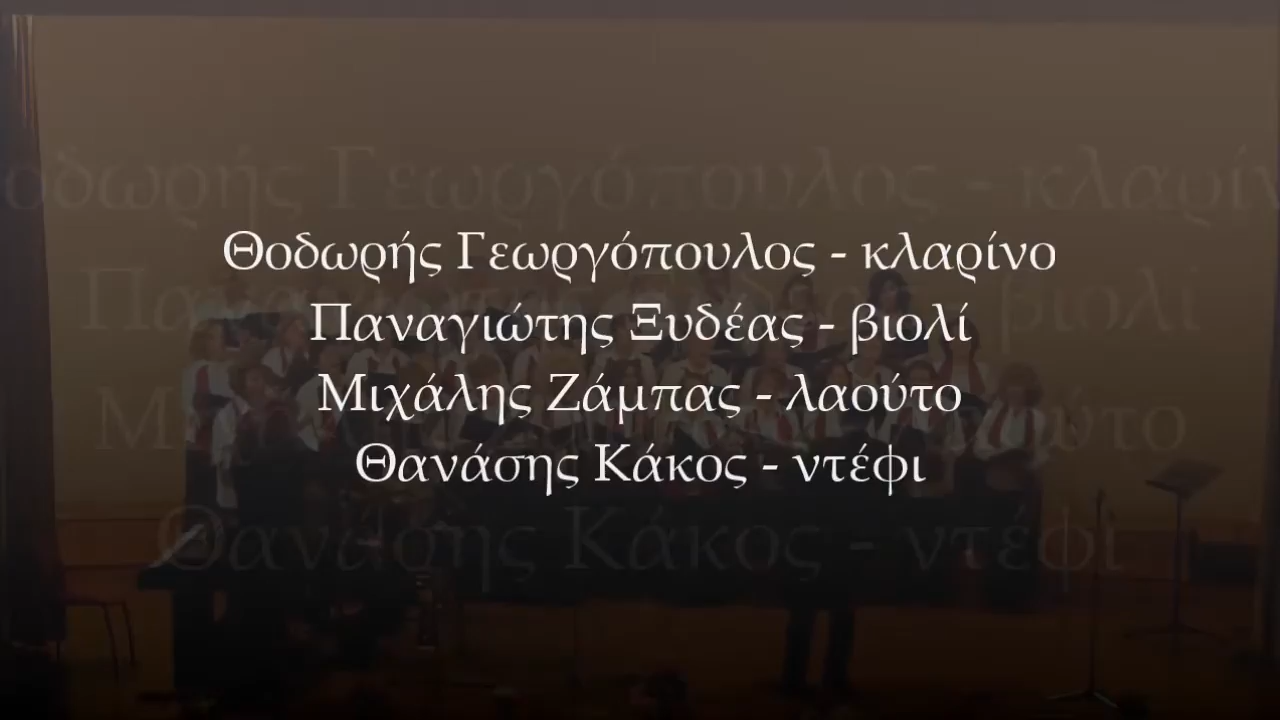 Θοδωρής Γεωργόπουλος - κλαρίνο
Παναγιώτης Ξυδέας - βιολί
Μιχάλης Ζάμπας - λαούτο
Θανάσης Κάκος - ντέφι